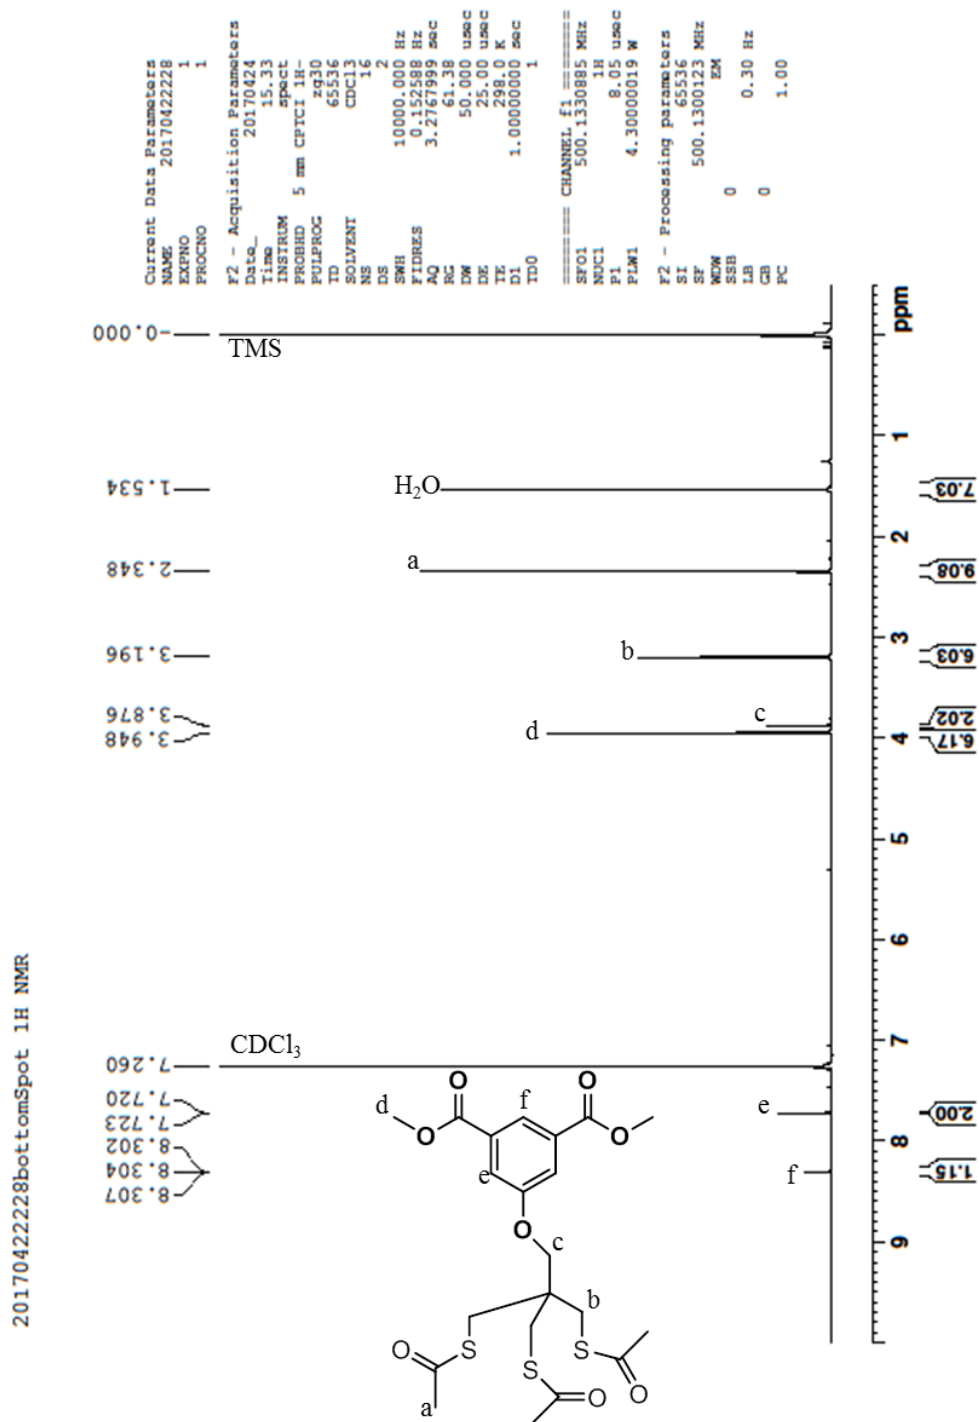 20170422228bottomSpot 1H NMR
-0.000
1.534
2.348
3.196
3.876
3.948
7.260
7.720
7.723
8.302
8.304
8.307
Current Data Parameters
NAME 20170422228
EXPNO 1
PROCNO 1
F2 - Acquisition Parameters
Date_ 20170424
Time 15.33
INSTRUM spect
PROBHD 5 mm CPTCI 1H-
PULPROG zg30
TD 65536
SOLVENT CDCl3
NS 16
DS 2
SWH 10000.000 Hz
FIDRES 0.152588 Hz
AQ 3.2767999 sec
RG 61.38
DW 50.000 usec
DE 25.00 usec
TE 298.0 K
D1 1.00000000 sec
TD0 1
======== CHANNEL f1 ========
SFO1 500.1330885 MHz
NUC1 1H
P1 8.05 usec
PLW1 4.30000019 W
F2 - Processing parameters
SI 65536
SF 500.1300123 MHz
WDW EM
SSB 0
LB 0.30 Hz
GB 0
PC 1.00
TMS
H2O
a
b
c
d
CDCl3
e
f
ppm
1
2
3
4
5
6
7
8
9
7.03
9.08
6.03
2.02
6.17
2.00
1.15
O
O
d
f
O
O
e
O
c
b
O
S
S
S
O
O
a